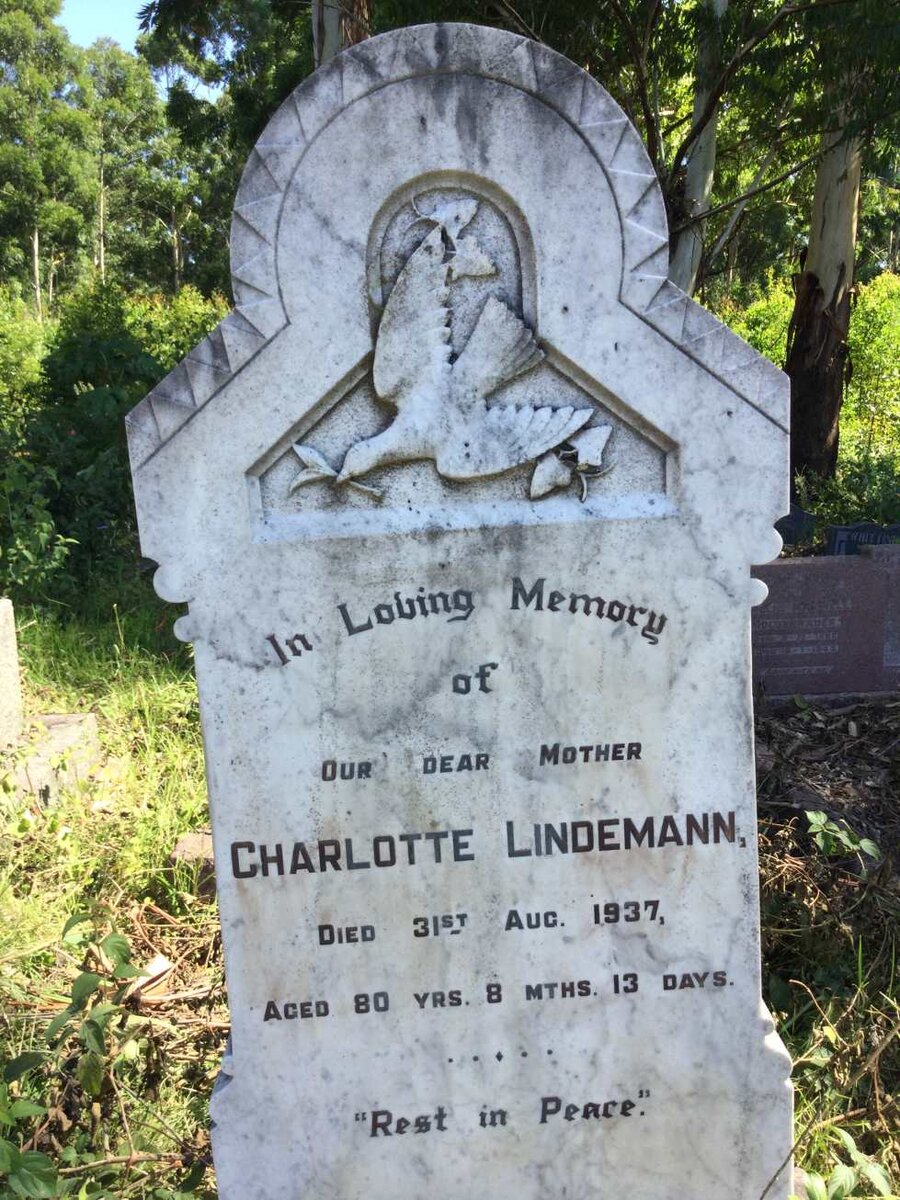 In Loving Memory
of
OUR DEAR MOTHER
CHARLOTTE LINDEMANN,
DIED 31ST AUG. 1937,
AGED 80 YRS. 8 MTHS. 13 DAYS.
"Rest in Peace."